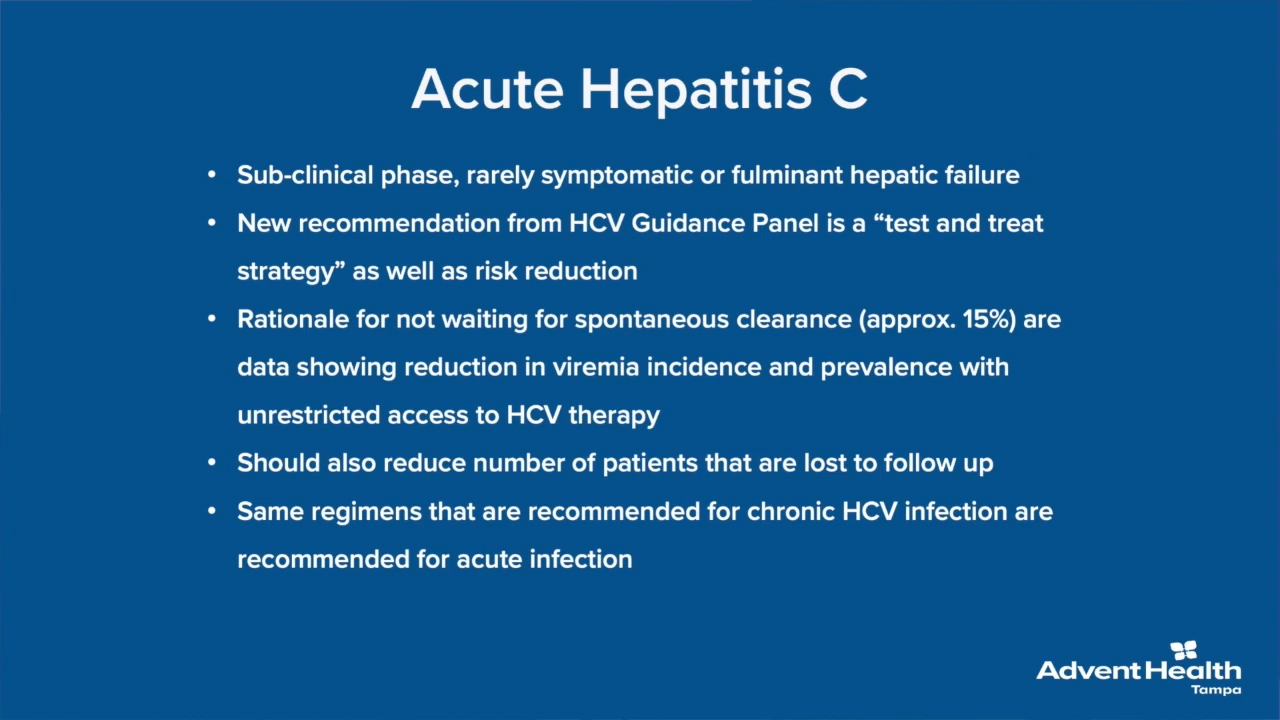 Acute Hepatitis C
• Sub-clinical phase, rarely symptomatic or fulminant hepatic failure
• New recommendation from HCV Guidance Panel is a “test and treat
strategy” as well as risk reduction
• Rationale for not waiting for spontaneous clearance (approx. 15%) are
data showing reduction in viremia incidence and prevalence with
unrestricted access to HCV therapy
• Should also reduce number of patients that are lost to follow up
• Same regimens that are recommended for chronic HCV infection are
recommended for acute infection
AdventHealth
Tampa